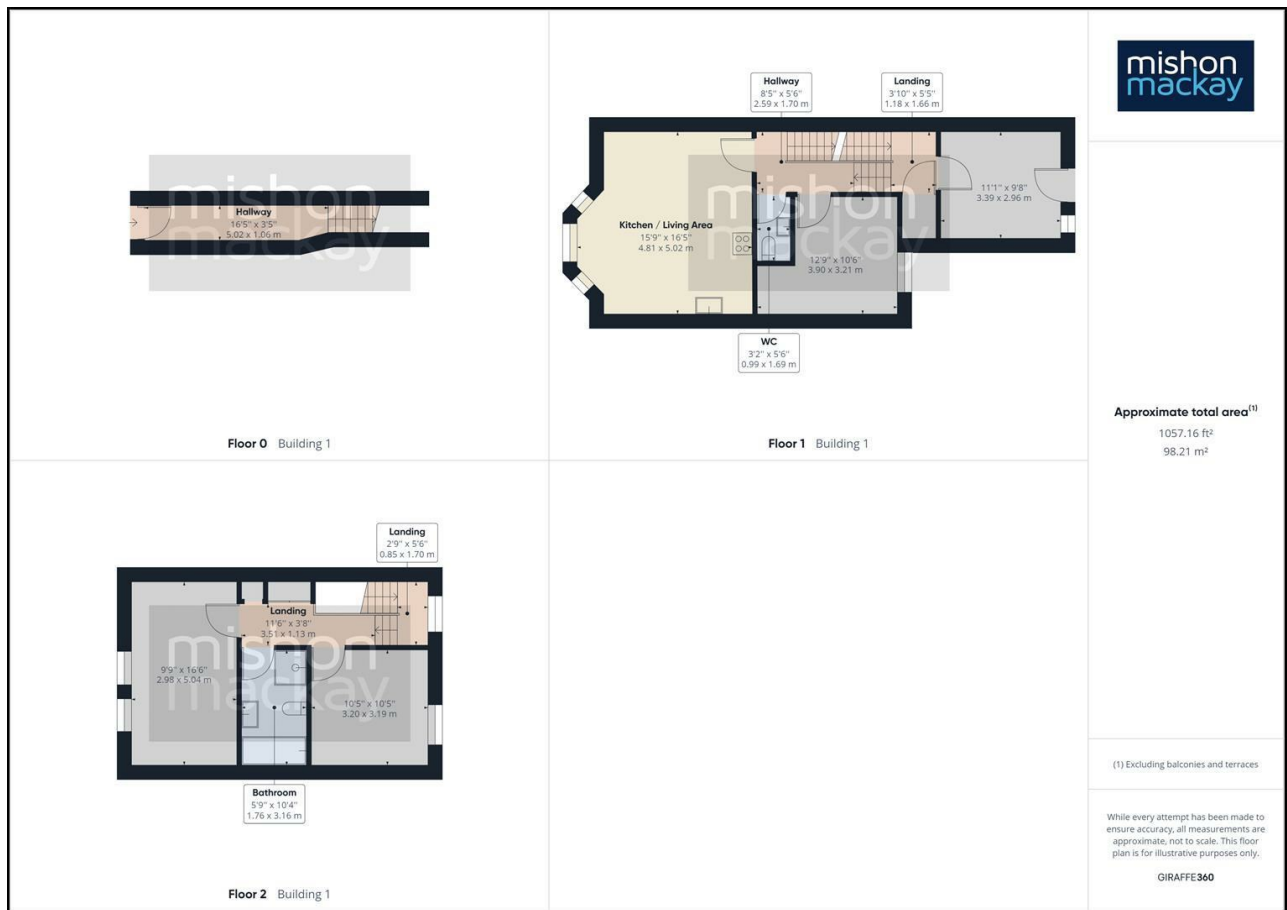 mishon
mackay
Hallway
16'5" x 3'5"
5.02 x 1.06 m
mishon
mackay
Floor 0 Building 1
Hallway
8'5" x 5'6"
2.59 x 1.70 m
Landing
3'10" x 5'5"
1.18 x 1.66 m
mishon
mackay
Kitchen / Living Area
15'9" x 16'5"
4.81 x 5.02 m
11'1" x 9'8"
3.39 x 2.96 m
12'9" x 10'6"
3.90 x 3.21 m
WC
3'2" x 5'6"
0.99 x 1.69 m
Floor 1 Building 1
Landing
2'9" x 5'6"
0.85 x 1.70 m
Landing
11'6" x 3'8"
3.51 x 1.13 m
mishon
mackay
9'9" x 16'6"
2.98 x 5.04 m
10'5" x 10'5"
3.20 x 3.19 m
Bathroom
5'9" x 10'4"
1.76 x 3.16 m
Floor 2 Building 1
mishon
mackay
Approximate total area(1)
1057.16 ft²
98.21 m²
(1) Excluding balconies and terraces
While every attempt has been made to
ensure accuracy, all measurements are
approximate, not to scale. This floor
plan is for illustrative purposes only.
GIRAFFE360